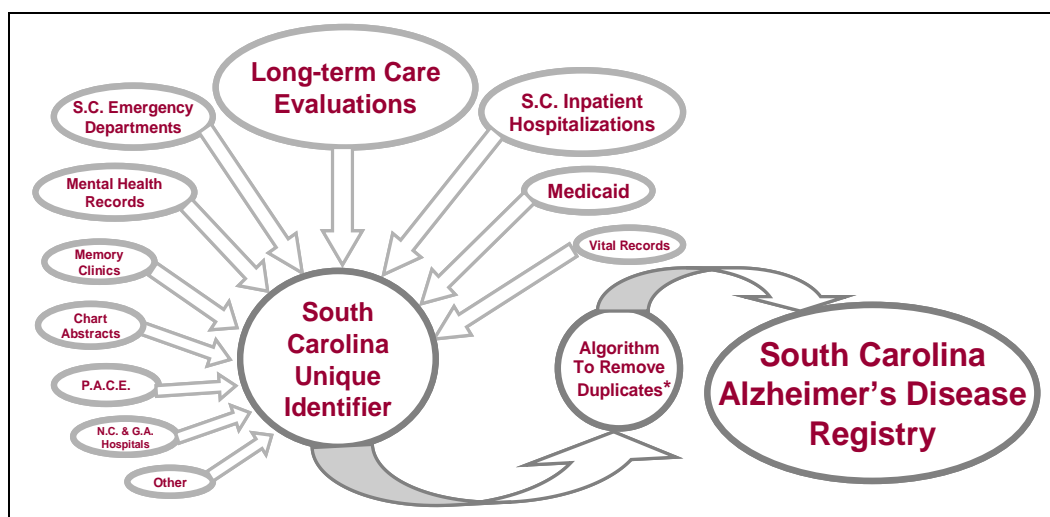 Long-term Care
Evaluations
S.C. Emergency
Departments
S.C. Inpatient
Hospitalizations
Mental Health
Records
Medicaid
Memory
Clinics
Vital Records
Chart
Abstracts
P.A.C.E.
N.C. & G.A.
Hospitals
Other
South
Carolina
Unique
Identifier
Algorithm
To Remove
Duplicates*
South Carolina
Alzheimer’s Disease
Registry